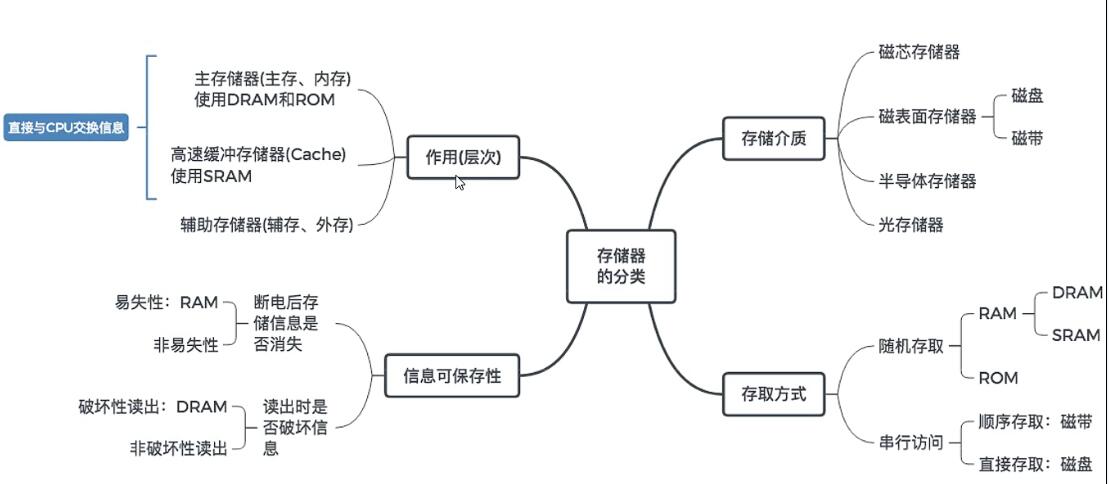 存储器
的分类
作用(层次)
主存储器(主存、内存)
使用DRAM和ROM
高速缓冲存储器(Cache)
使用SRAM
辅助存储器(辅存、外存)
直接与CPU交换信息
信息可保存性
断电后存
储信息是
否消失
易失性：RAM
非易失性
读出时是
否破坏信
息
破坏性读出：DRAM
非破坏性读出
存储介质
磁芯存储器
磁表面存储器
磁盘
磁带
半导体存储器
光存储器
存取方式
随机存取
RAM
DRAM
SRAM
ROM
串行访问
顺序存取：磁带
直接存取：磁盘